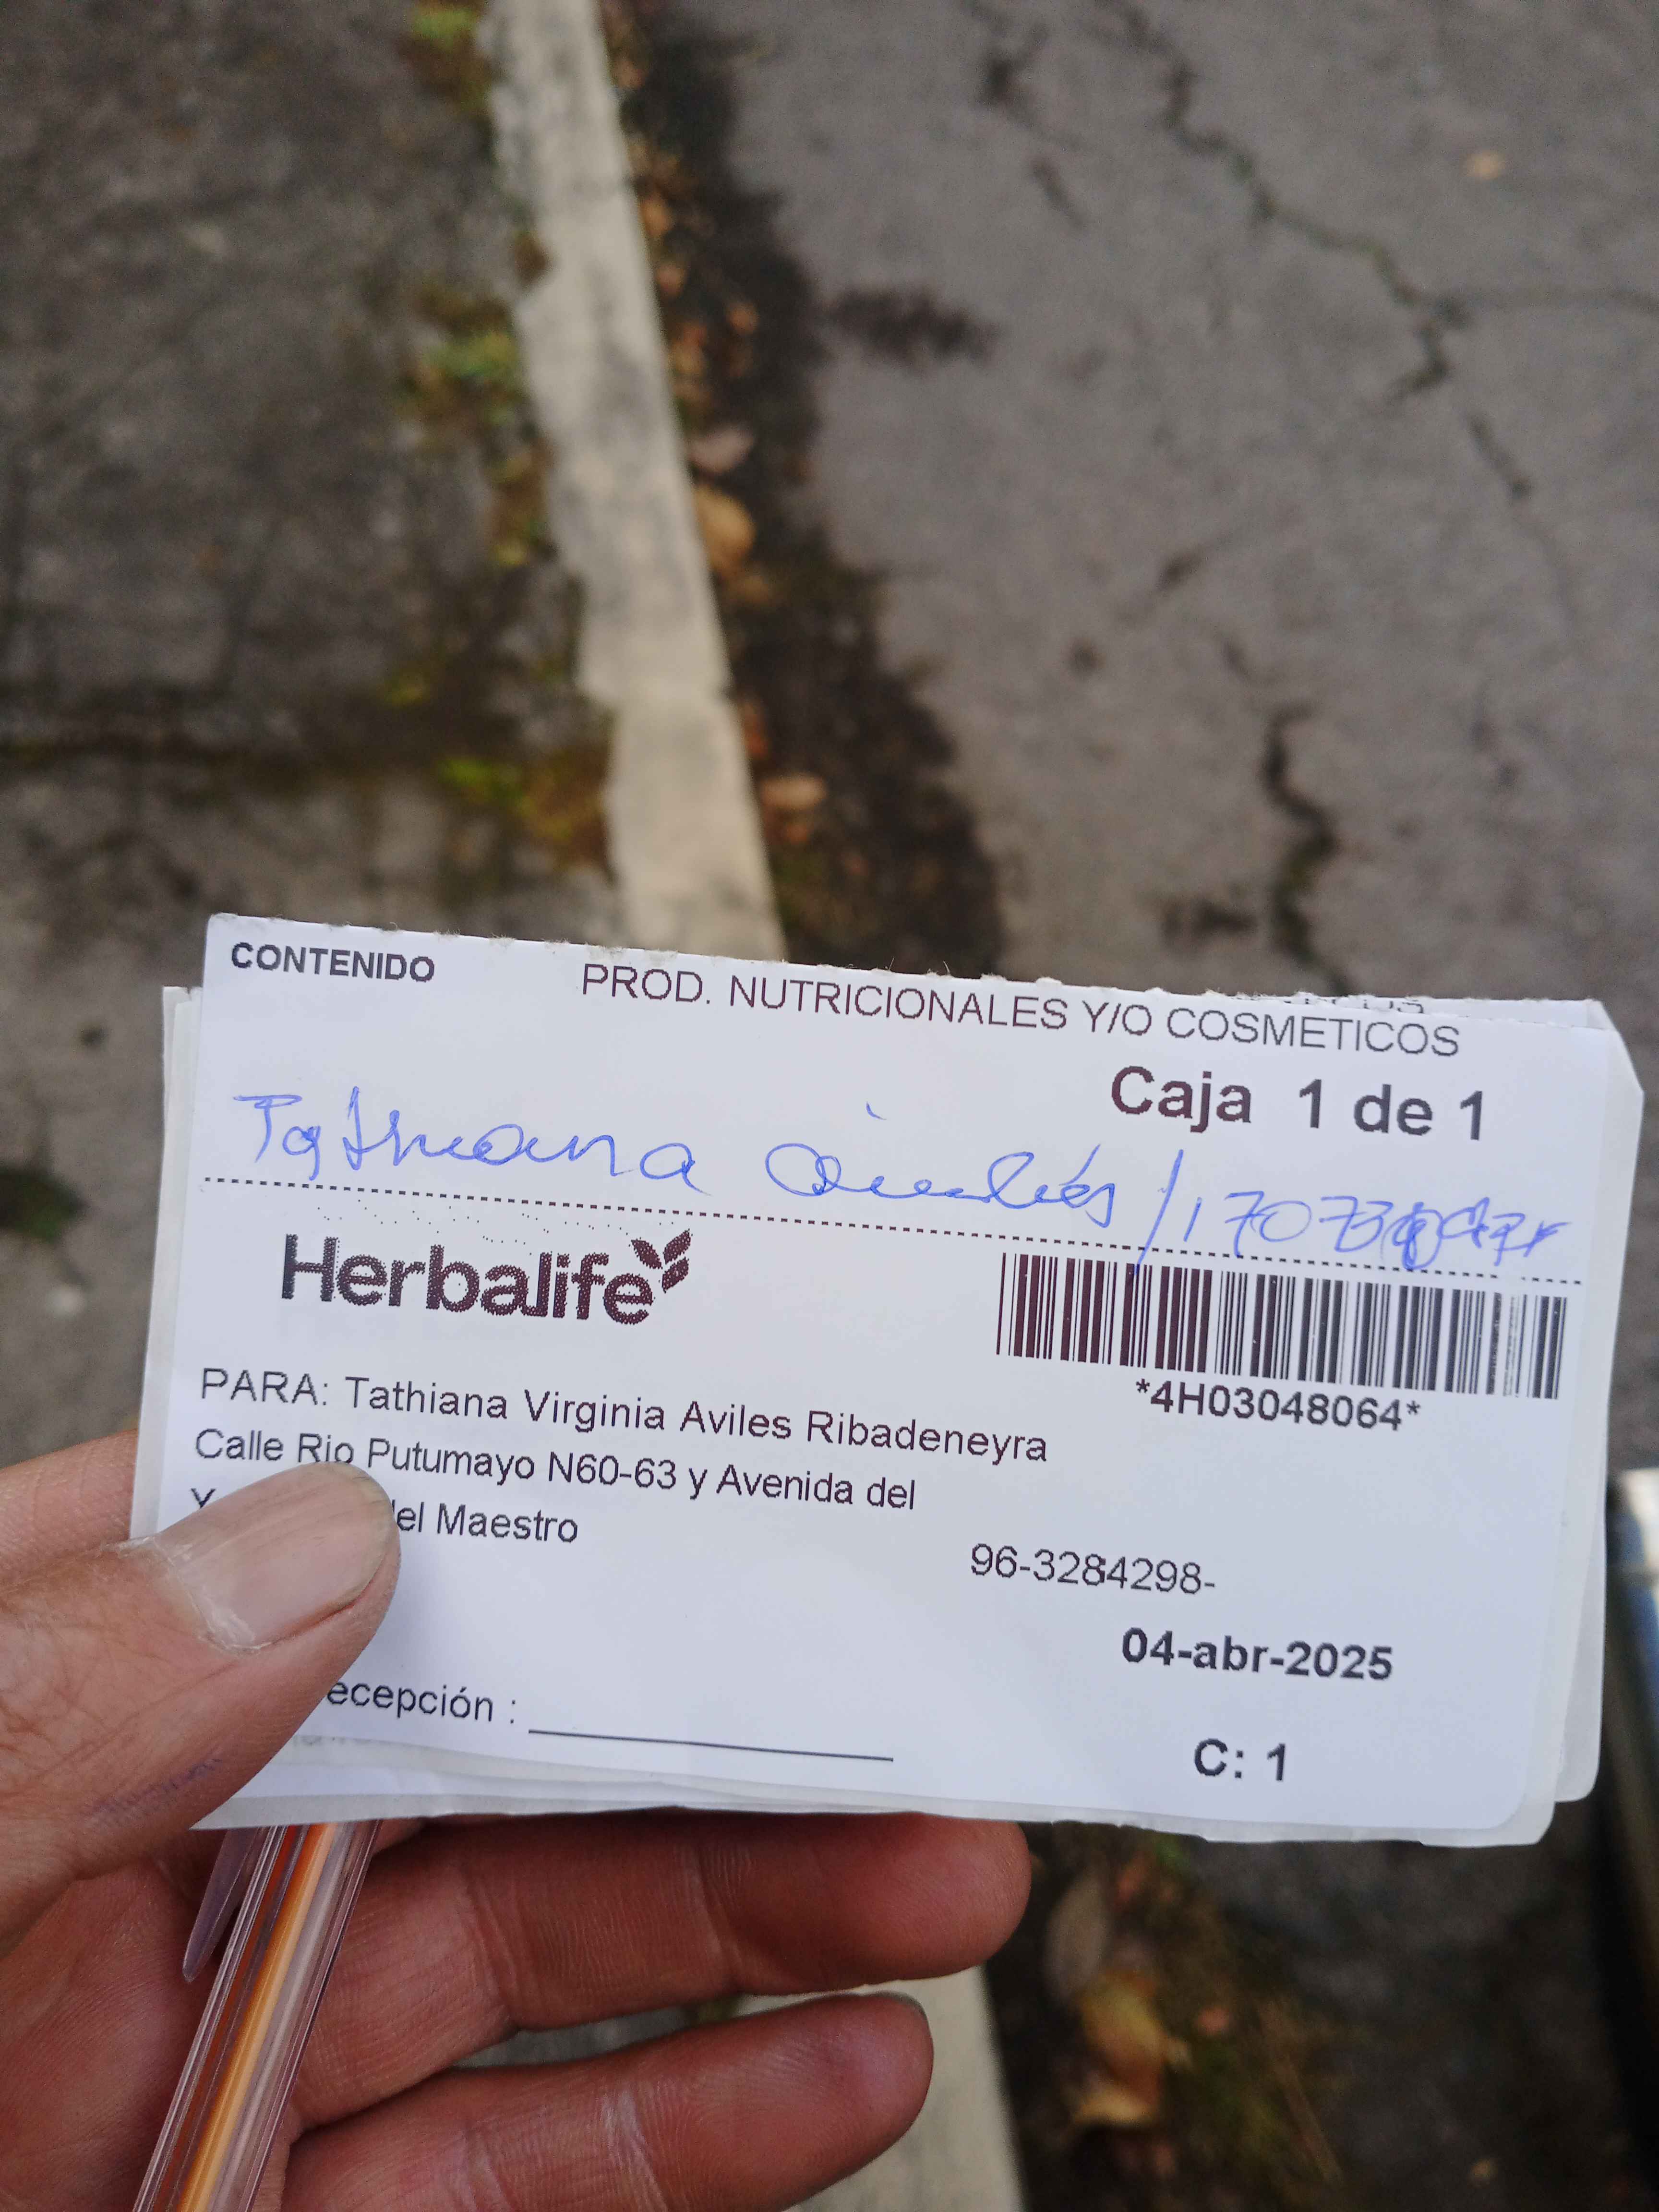 CONTENIDO PROD. NUTRICIONALES Y/O COSMETICOS
Caja 1 de 1
Tathiana
Herbalife
*4H03048064*
PARA: Tathiana Virginia Aviles Ribadeneyra
Calle Rio Putumayo N60-63 y Avenida del
Y del Maestro
96-3284298-
04-abr-2025
ecepción :
C: 1